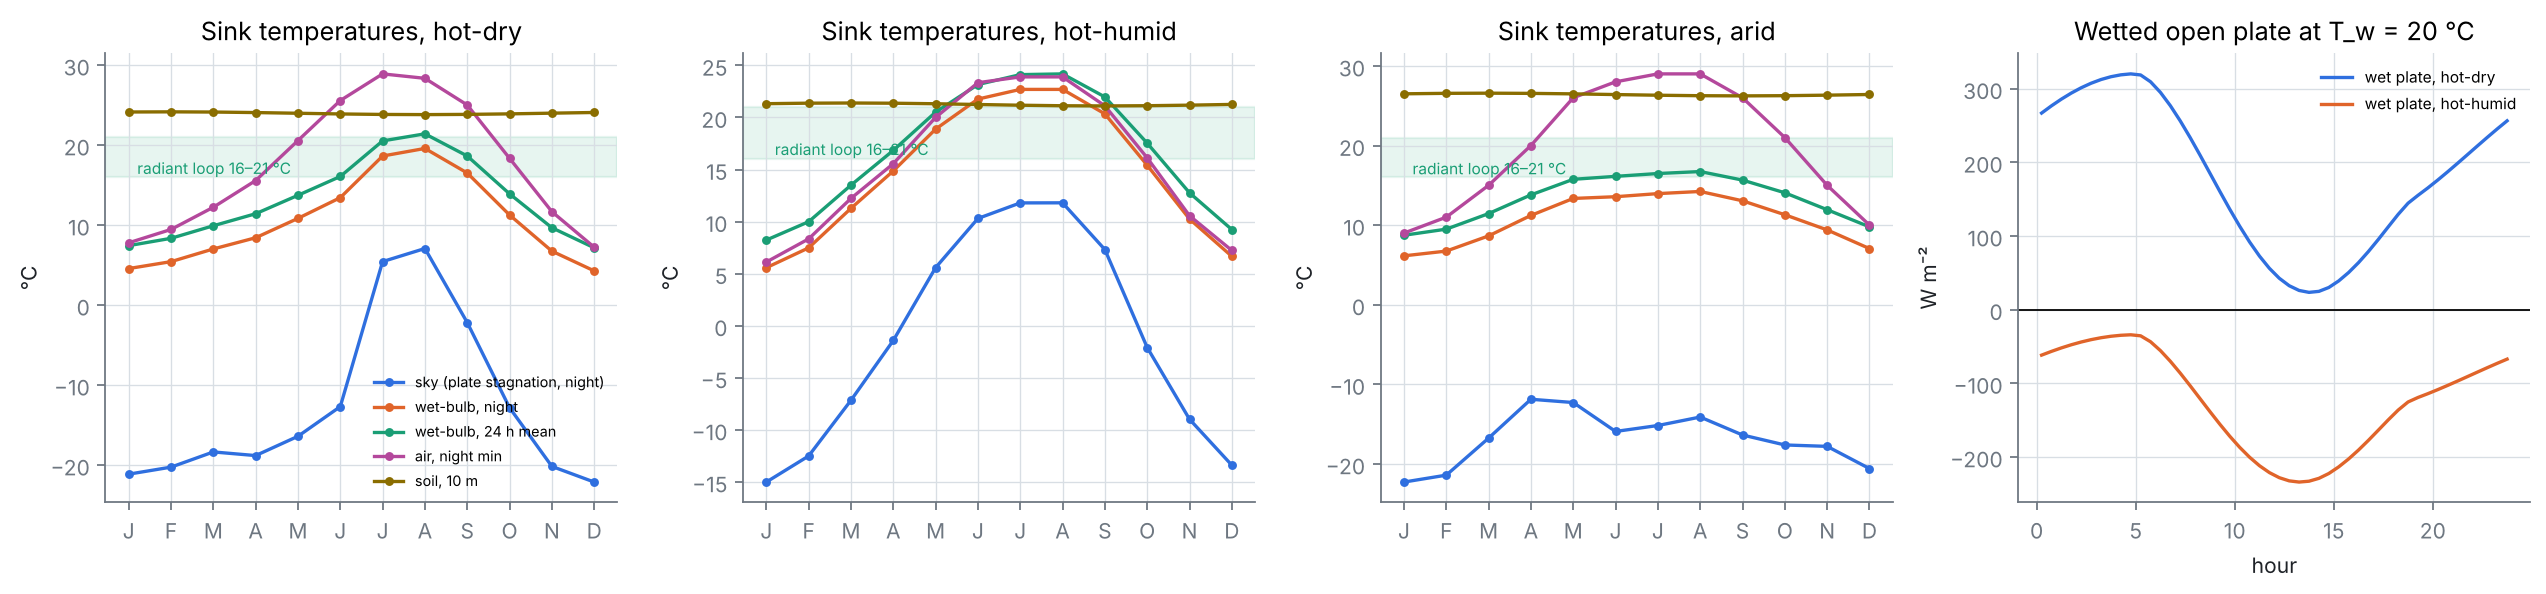 Sink temperatures, hot-dry
°C
30
20
10
0
−10
−20
radiant loop 16–21 °C
sky (plate stagnation, night)
wet-bulb, night
wet-bulb, 24 h mean
air, night min
soil, 10 m
J F M A M J J A S O N D
Sink temperatures, hot-humid
°C
25
20
15
10
5
0
−5
−10
−15
radiant loop 16–21 °C
J F M A M J J A S O N D
Sink temperatures, arid
°C
30
20
10
0
−10
−20
radiant loop 16–21 °C
J F M A M J J A S O N D
Wetted open plate at T_w = 20 °C
W m⁻²
300
200
100
0
−100
−200
wet plate, hot-dry
wet plate, hot-humid
0 5 10 15 20
hour